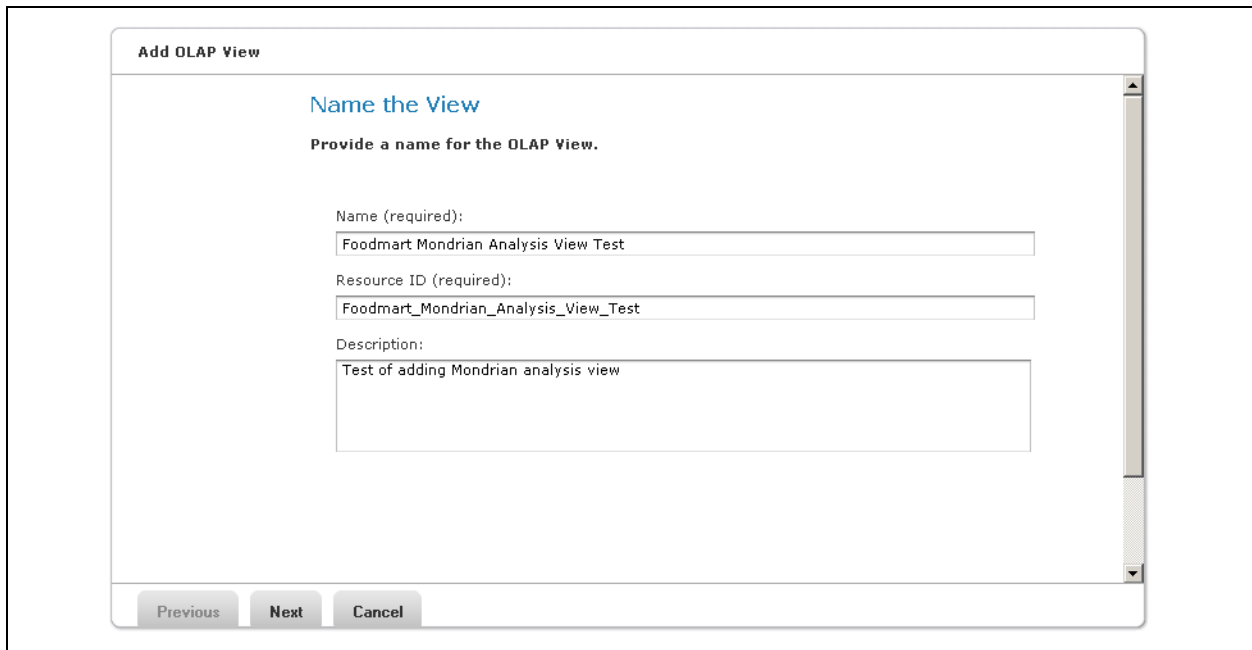 Add OLAP View
Name the View
Provide a name for the OLAP View.
Name (required):
Foodmart Mondrian Analysis View Test
Resource ID (required):
Foodmart_Mondrian_Analysis_View_Test
Description:
Test of adding Mondrian analysis view
Previous Next Cancel